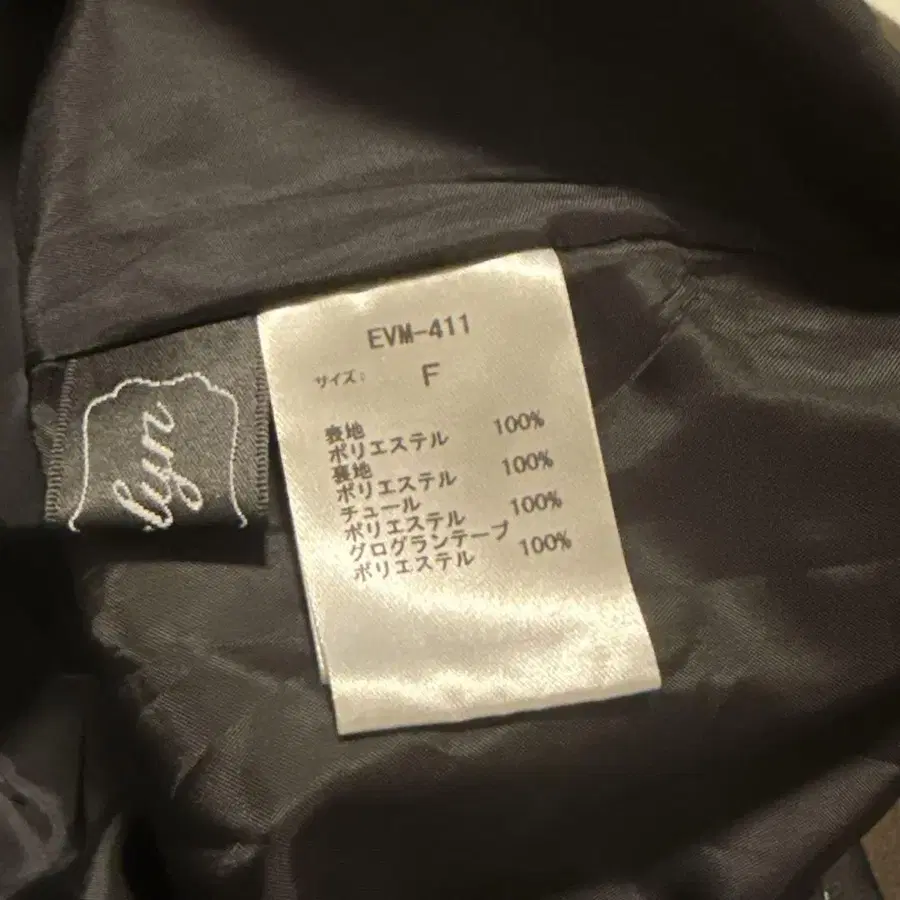 EVM-411
サイズ: F
表地
ポリエステル 100%
裏地
ポリエステル 100%
チュール
ポリエステル 100%
グログランテープ
ポリエステル 100%
lyn